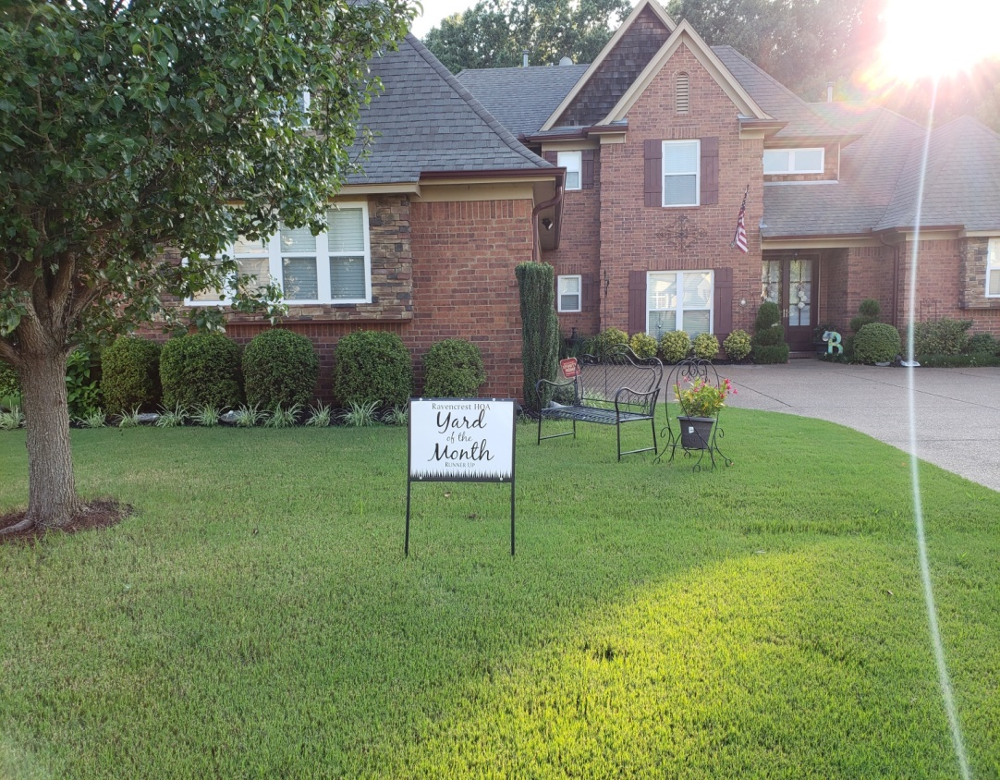 Ravencrest HOA
Yard
of the
Month
Runner Up
B